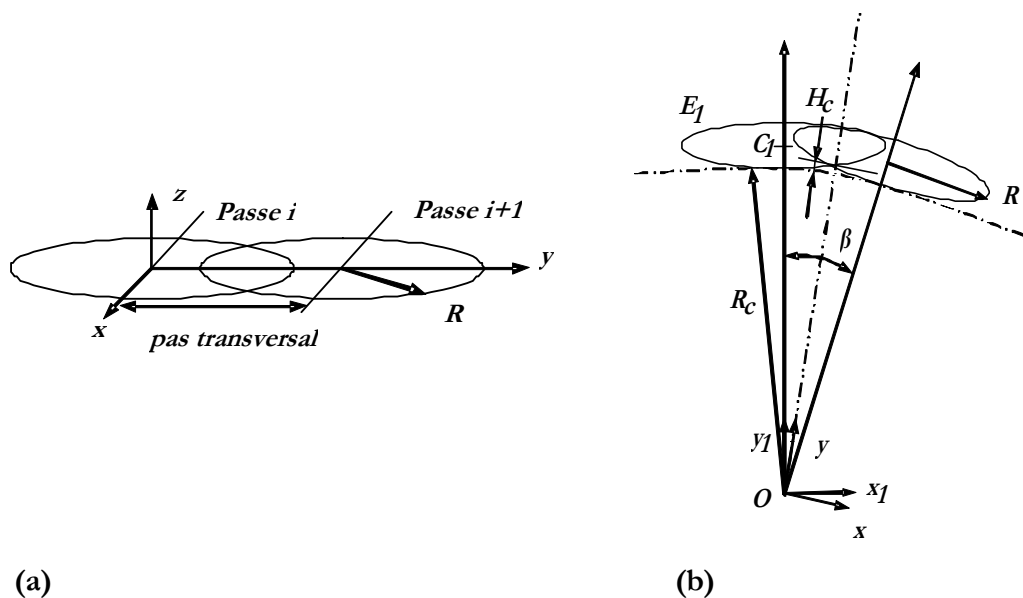 z
Passe i
Passe i+1
y
x
R
pas transversal
(a)
E1
Hc
C1
R
β
Rc
y1
y
O
x1
x
(b)